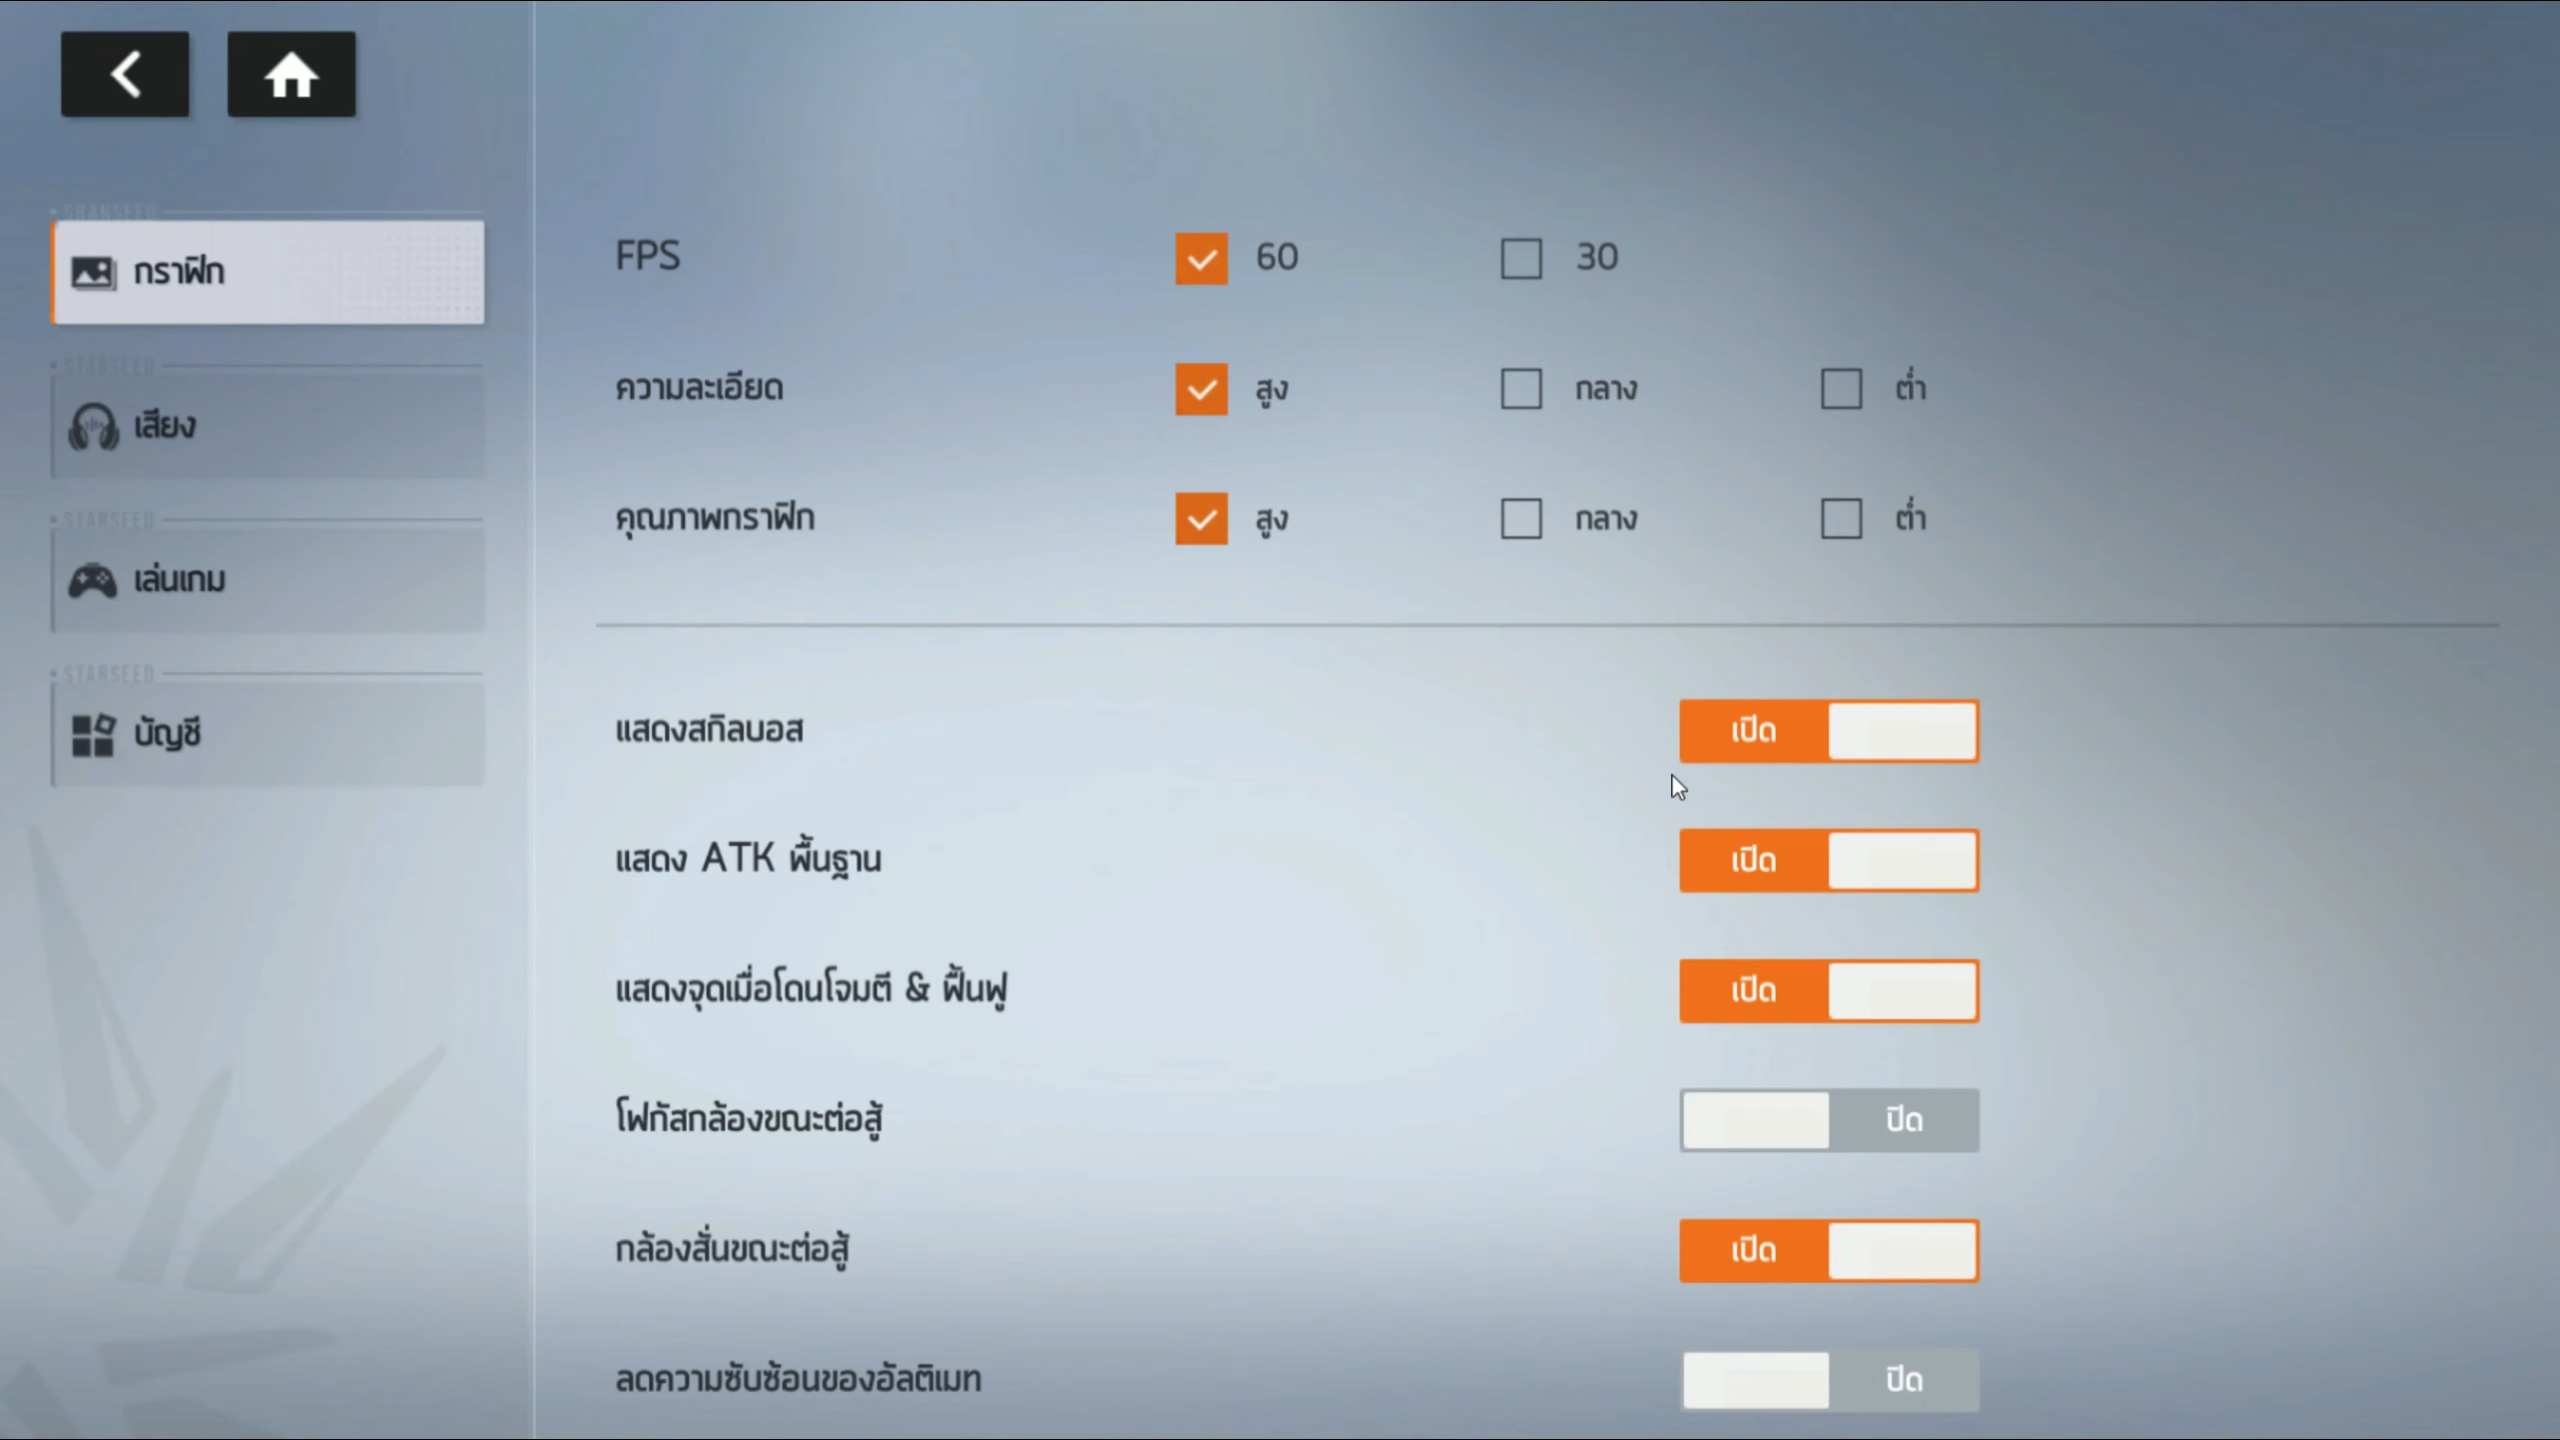 STARSEED
กราฟิก
STARSEED
เสียง
STARSEED
เล่นเกม
STARSEED
บัญชี
FPS 60 30
ความละเอียด สูง กลาง ต่ำ
คุณภาพกราฟิก สูง กลาง ต่ำ
แสดงสกิลบอส เปิด
แสดง ATK พื้นฐาน เปิด
แสดงจุดเมื่อโดนโจมตี & ฟื้นฟู เปิด
โฟกัสกล้องขณะต่อสู้ ปิด
กล้องสั่นขณะต่อสู้ เปิด
ลดความซับซ้อนของอัลติเมท ปิด